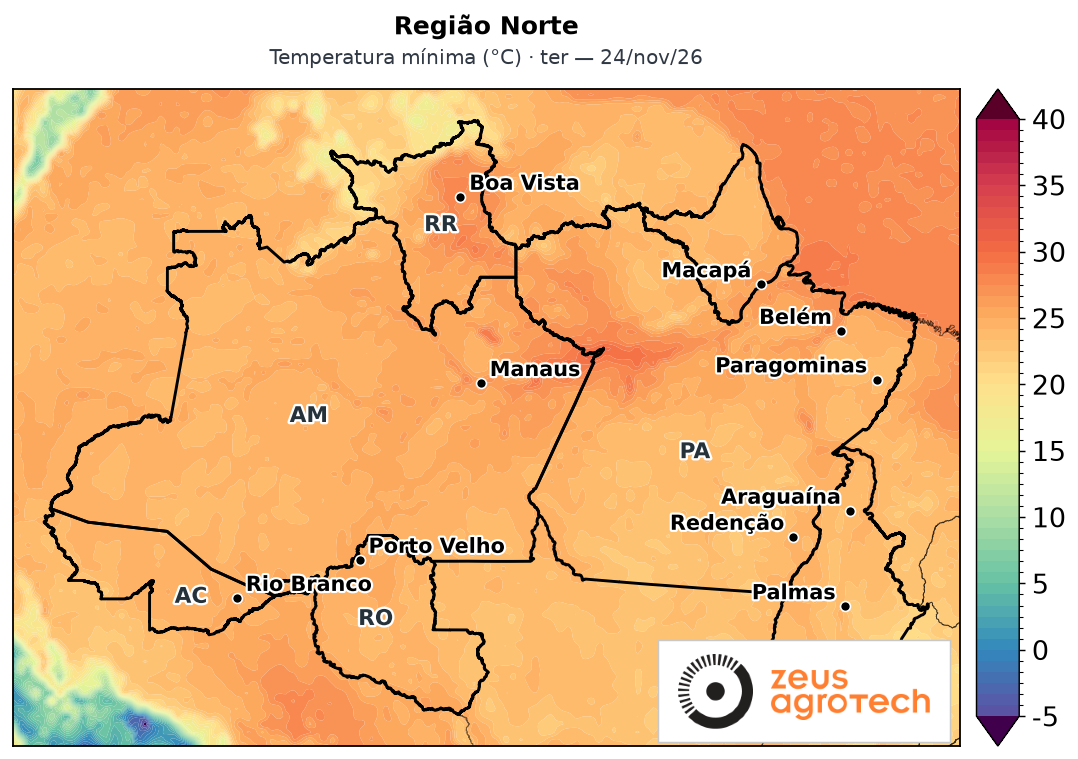 Região Norte
Temperatura mínima (°C) · ter — 24/nov/26
Boa Vista
RR
Macapá
Belém
Manaus
Paragominas
AM
PA
Araguaína
Redenção
Porto Velho
Rio Branco
AC
RO
Palmas
zeus
agrotech
40
35
30
25
20
15
10
5
0
-5